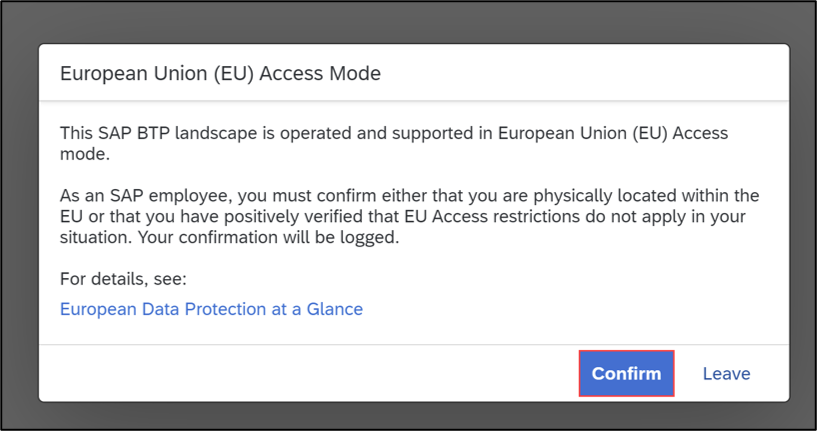 European Union (EU) Access Mode
This SAP BTP landscape is operated and supported in European Union (EU) Access
mode.
As an SAP employee, you must confirm either that you are physically located within the
EU or that you have positively verified that EU Access restrictions do not apply in your
situation. Your confirmation will be logged.
For details, see:
European Data Protection at a Glance
Confirm Leave